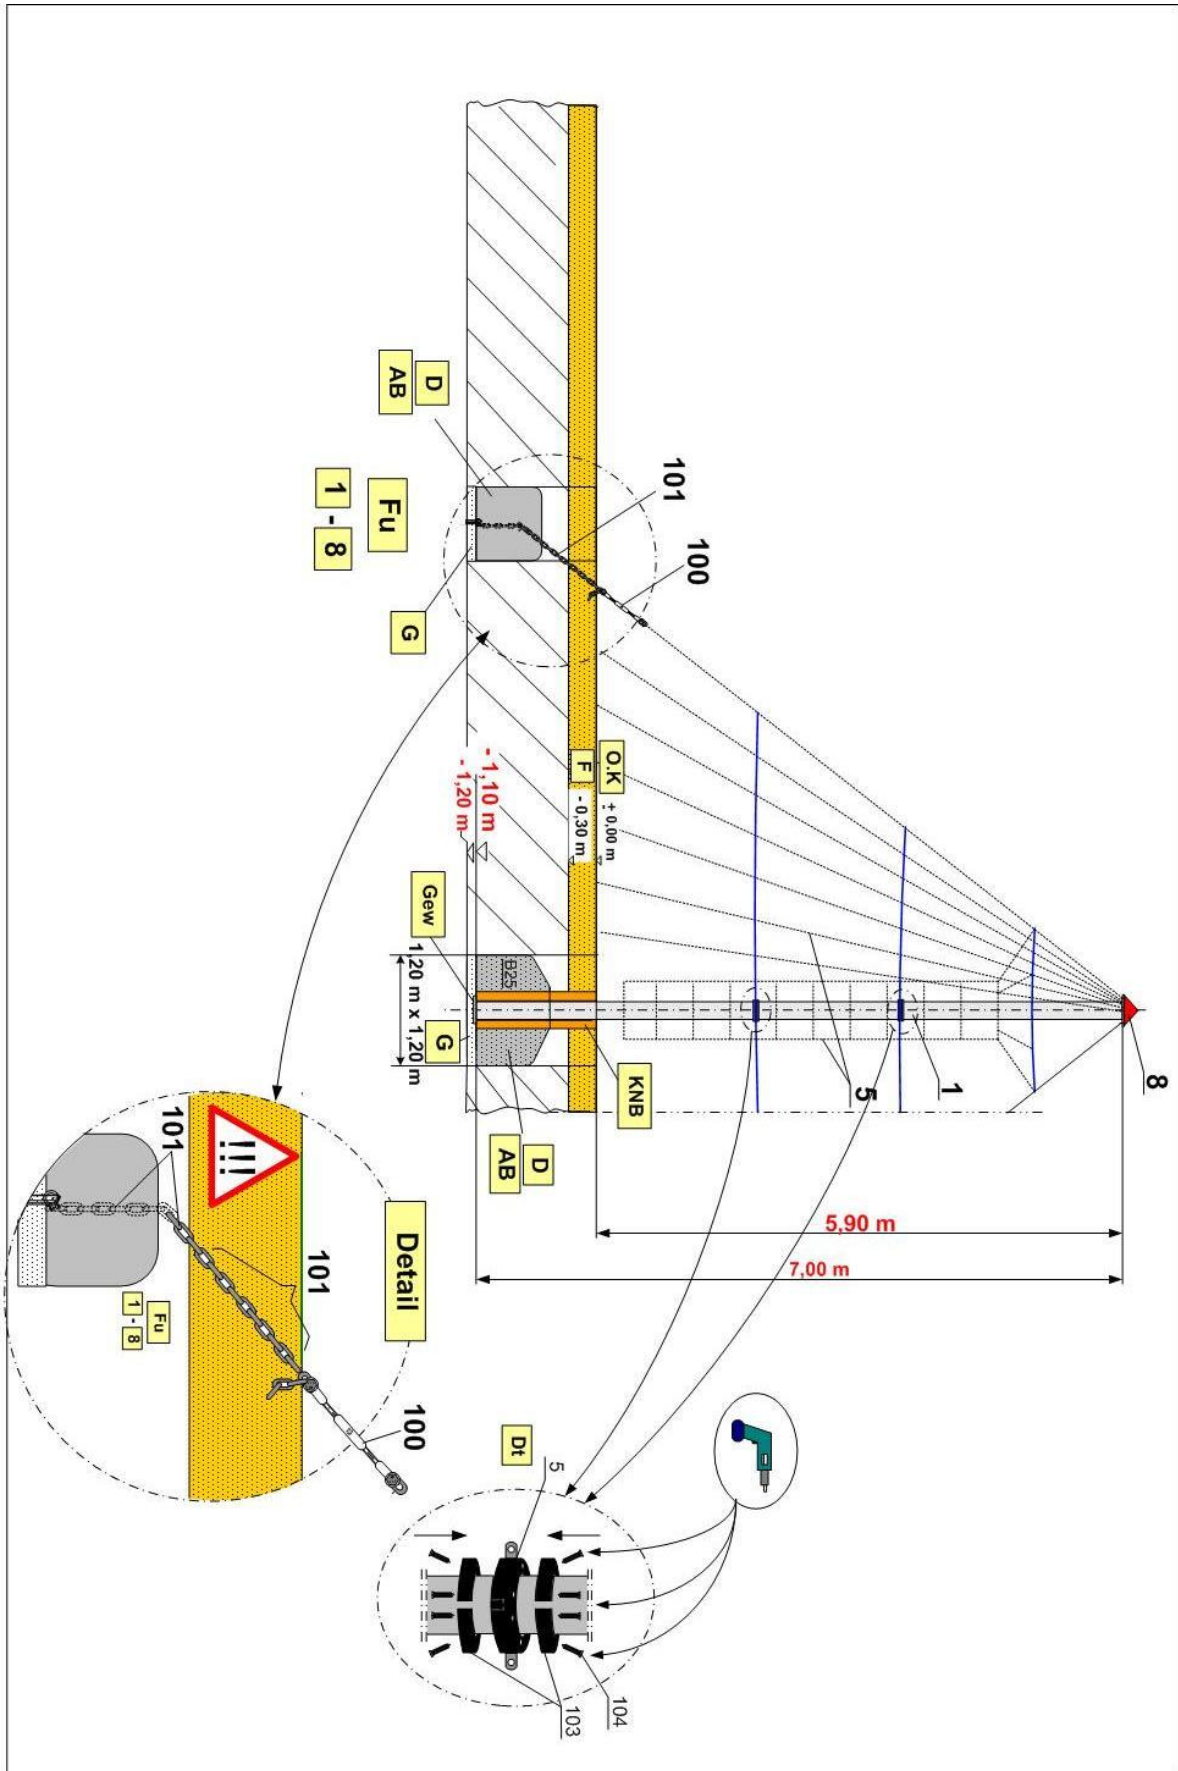 8
1
5
101
100
O.K
± 0,00 m
F
- 0,30 m
- 1,10 m
- 1,20 m
D
AB
Fu
1 - 8
G
Gew
B25
1,20 m x 1,20 m
G
KNB
D
AB
5,90 m
7,00 m
Detail
!!!
101
101
100
Fu
1 - 8
Dt
5
104
103